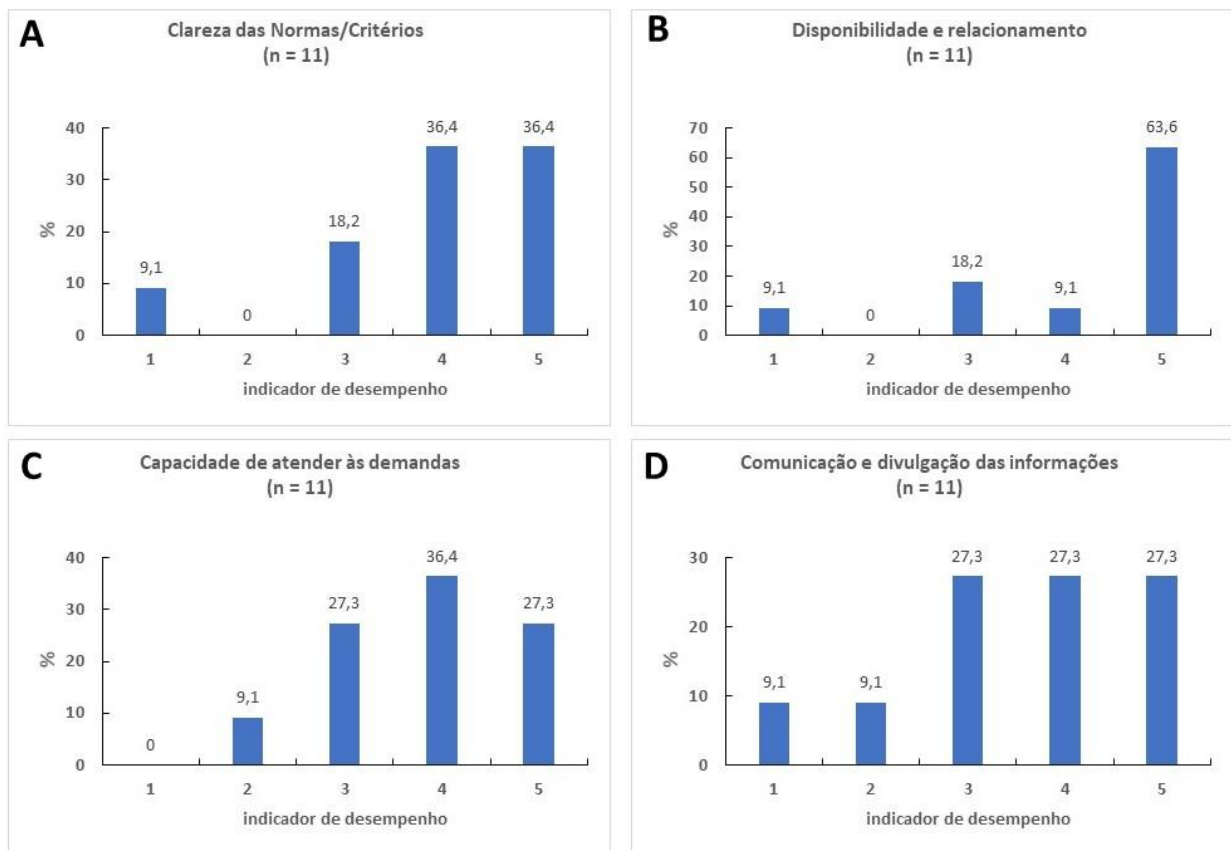 A
Clareza das Normas/Critérios
(n = 11)
40
30
20
10
0
%
9,1
0
18,2
36,4
36,4
1 2 3 4 5
indicador de desempenho
B
Disponibilidade e relacionamento
(n = 11)
70
60
50
40
30
20
10
0
%
9,1
0
18,2
9,1
63,6
1 2 3 4 5
indicador de desempenho
C
Capacidade de atender às demandas
(n = 11)
40
30
20
10
0
%
0
9,1
27,3
36,4
27,3
1 2 3 4 5
indicador de desempenho
D
Comunicação e divulgação das informações
(n = 11)
30
20
10
0
%
9,1
9,1
27,3
27,3
27,3
1 2 3 4 5
indicador de desempenho